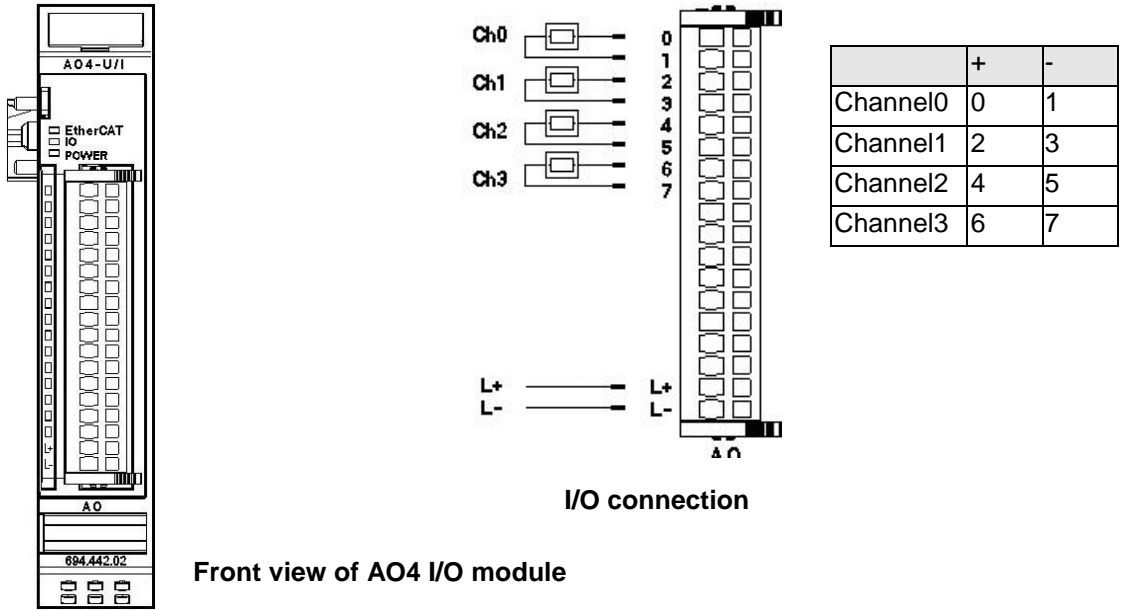 AO4-U/I
EtherCAT
IO
POWER
L+
L-
AO
694.442.02
Front view of AO4 I/O module
Ch0
Ch1
Ch2
Ch3
0
1
2
3
4
5
6
7
L+ L+
L- L-
AO
I/O connection
+ -
Channel0 0 1
Channel1 2 3
Channel2 4 5
Channel3 6 7